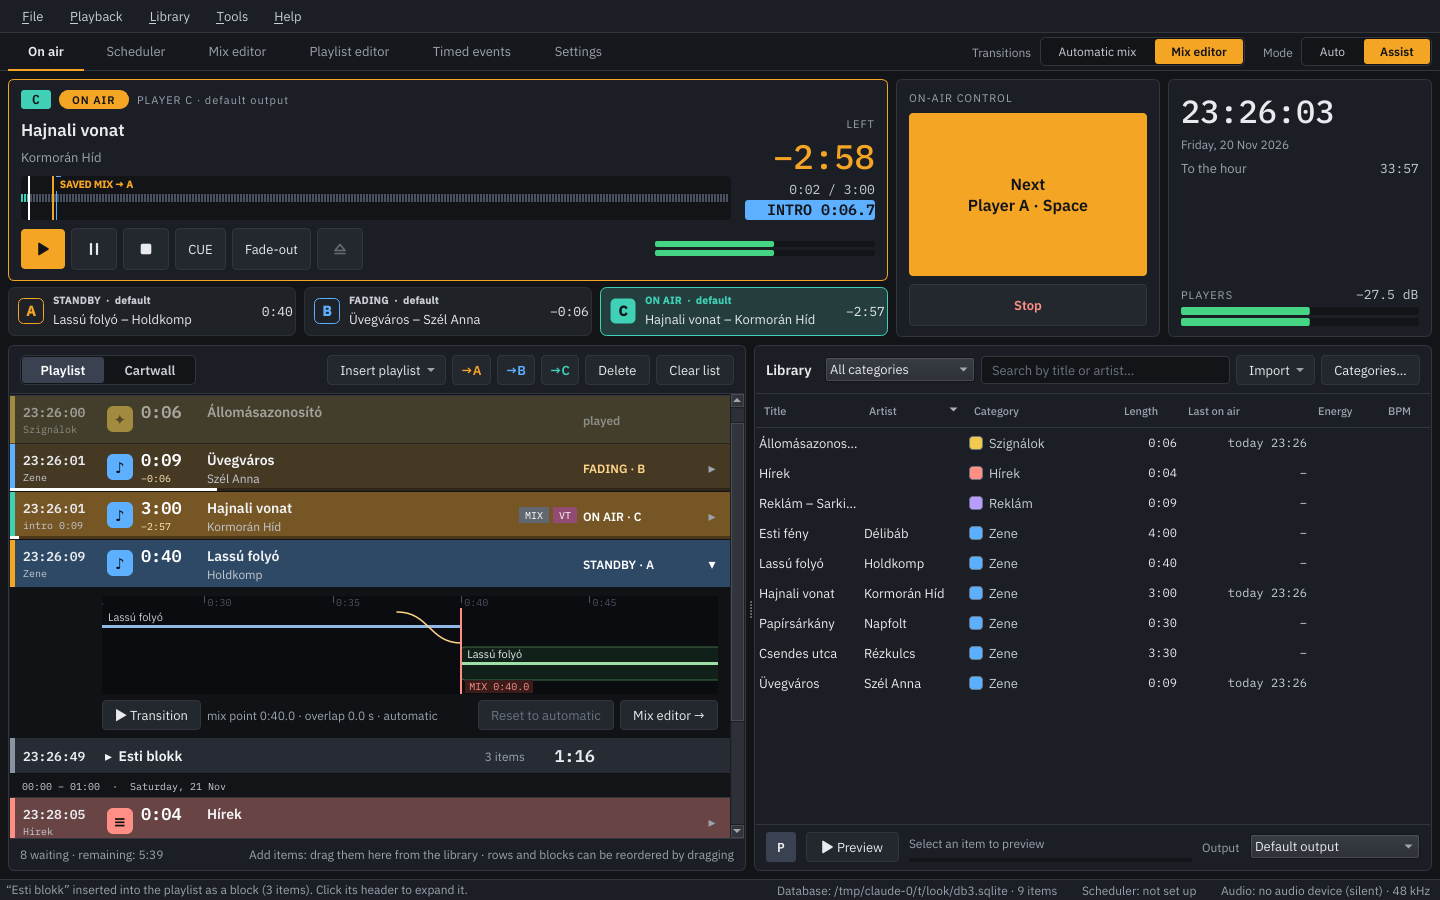 File Playback Library Tools Help
On air Scheduler Mix editor Playlist editor Timed events Settings Transitions Automatic mix Mix editor Mode Auto Assist
C ON AIR PLAYER C · default output
Hajnali vonat
Kormorán Híd
LEFT
−2:58
0:02 / 3:00
INTRO 0:06.7
SAVED MIX → A
CUE Fade-out
A STANDBY · default
Lassú folyó – Holdkomp 0:40
B FADING · default
Üvegváros – Szél Anna −0:06
C ON AIR · default
Hajnali vonat – Kormorán Híd −2:57
ON-AIR CONTROL
Next
Player A · Space
Stop
23:26:03
Friday, 20 Nov 2026
To the hour 33:57
PLAYERS −27.5 dB
Playlist Cartwall Insert playlist →A →B →C Delete Clear list
23:26:00 0:06 Állomásazonosító
Szignálok played
23:26:01 0:09 Üvegváros
Zene −0:06 Szél Anna FADING · B
23:26:01 3:00 Hajnali vonat
intro 0:09 −2:57 Kormorán Híd MIX VT ON AIR · C
23:26:09 0:40 Lassú folyó
Zene Holdkomp STANDBY · A
0:30 0:35 0:40 0:45
Lassú folyó
Lassú folyó
MIX 0:40.0
Transition mix point 0:40.0 · overlap 0.0 s · automatic Reset to automatic Mix editor →
23:26:49 Esti blokk 3 items 1:16
00:00 – 01:00 · Saturday, 21 Nov
23:28:05 0:04 Hírek
Hírek
8 waiting · remaining: 5:39 Add items: drag them here from the library · rows and blocks can be reordered by dragging
Library All categories Search by title or artist... Import Categories...
Title Artist Category Length Last on air Energy BPM
Állomásazonos... Szignálok 0:06 today 23:26
Hírek Hírek 0:04 –
Reklám – Sarki... Reklám 0:09 –
Esti fény Délibáb Zene 4:00 –
Lassú folyó Holdkomp Zene 0:40 –
Hajnali vonat Kormorán Híd Zene 3:00 today 23:26
Papírsárkány Napfolt Zene 0:30 –
Csendes utca Rézkulcs Zene 3:30 –
Üvegváros Szél Anna Zene 0:09 today 23:26
P Preview Select an item to preview Output Default output
“Esti blokk” inserted into the playlist as a block (3 items). Click its header to expand it. Database: /tmp/claude-0/t/look/db3.sqlite · 9 items Scheduler: not set up Audio: no audio device (silent) · 48 kHz